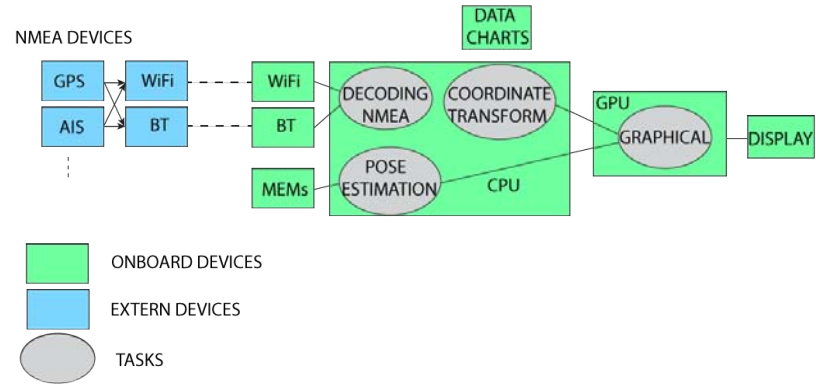 DATA
CHARTS
NMEA DEVICES
GPS
WiFi
WiFi
AIS
BT
BT
MEMs
DECODING
NMEA
COORDINATE
TRANSFORM
POSE
ESTIMATION
CPU
GPU
GRAPHICAL
DISPLAY
ONBOARD DEVICES
EXTERN DEVICES
TASKS